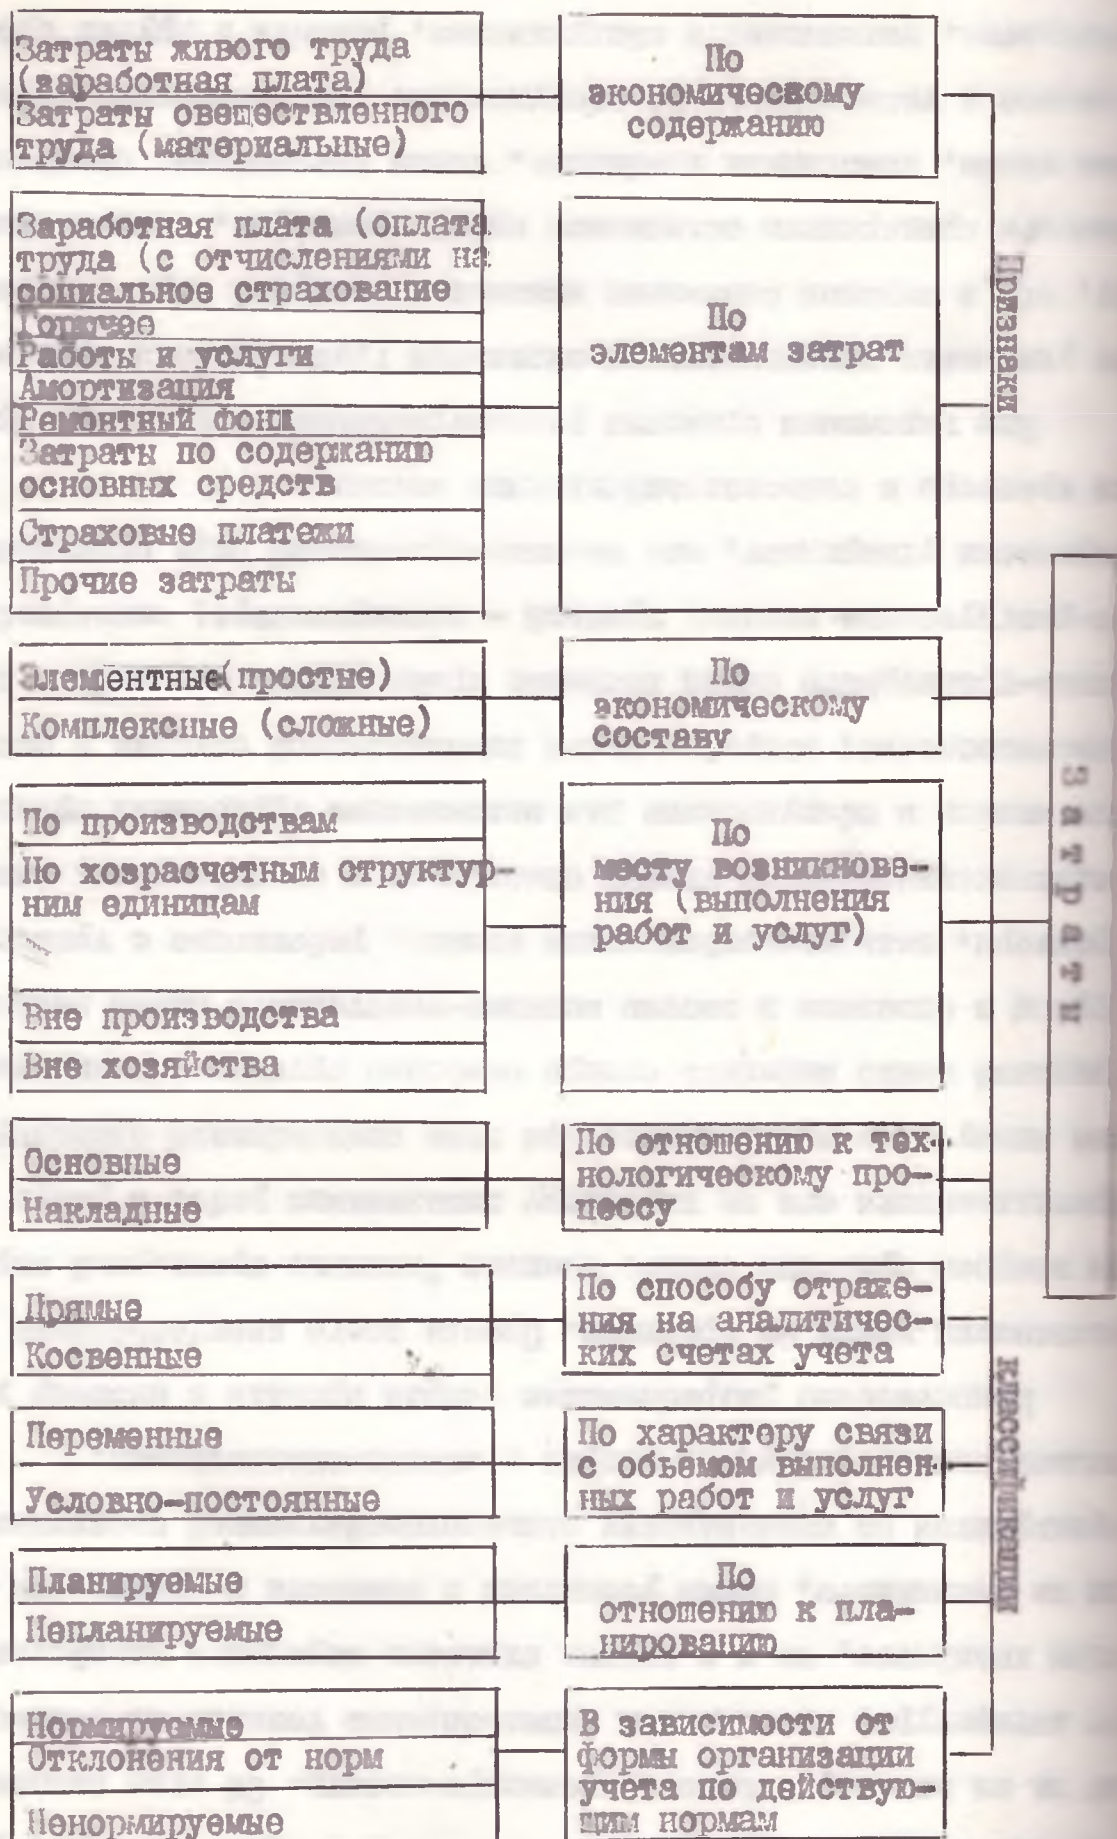 Затраты живого труда
(заработная плата)
Затраты овеществленного
труда (материальные)
По
экономическому
содержанию
Заработная плата (оплата
труда (с отчислениями на
социальное страхование
Горючее
Работы и услуги
Амортизация
Ремонтный фонд
Затраты по содержанию
основных средств
Страховые платежи
Прочие затраты
По
элементам затрат
Элементные(простые)
Комплексные (сложные)
По
экономическому
составу
По производствам
По хозрасчетным структур-
ным единицам
Вне производства
Вне хозяйства
По
месту возникнове-
ния (выполнения
работ и услуг)
Основные
Накладные
По отношению к тех-
нологическому про-
цессу
Прямые
Косвенные
По способу отраже-
ния на аналитичес-
ких счетах учета
Переменные
Условно-постоянные
По характеру связи
с обьемом выполнен-
ных работ и услуг
Планируемые
Непланируемые
По
отношению к пла-
нированию
Нормируемые
Отклонения от норм
Ненормируемые
В зависимости от
формы организации
учета по действую-
щим нормам
Признаки
классификации
Затраты